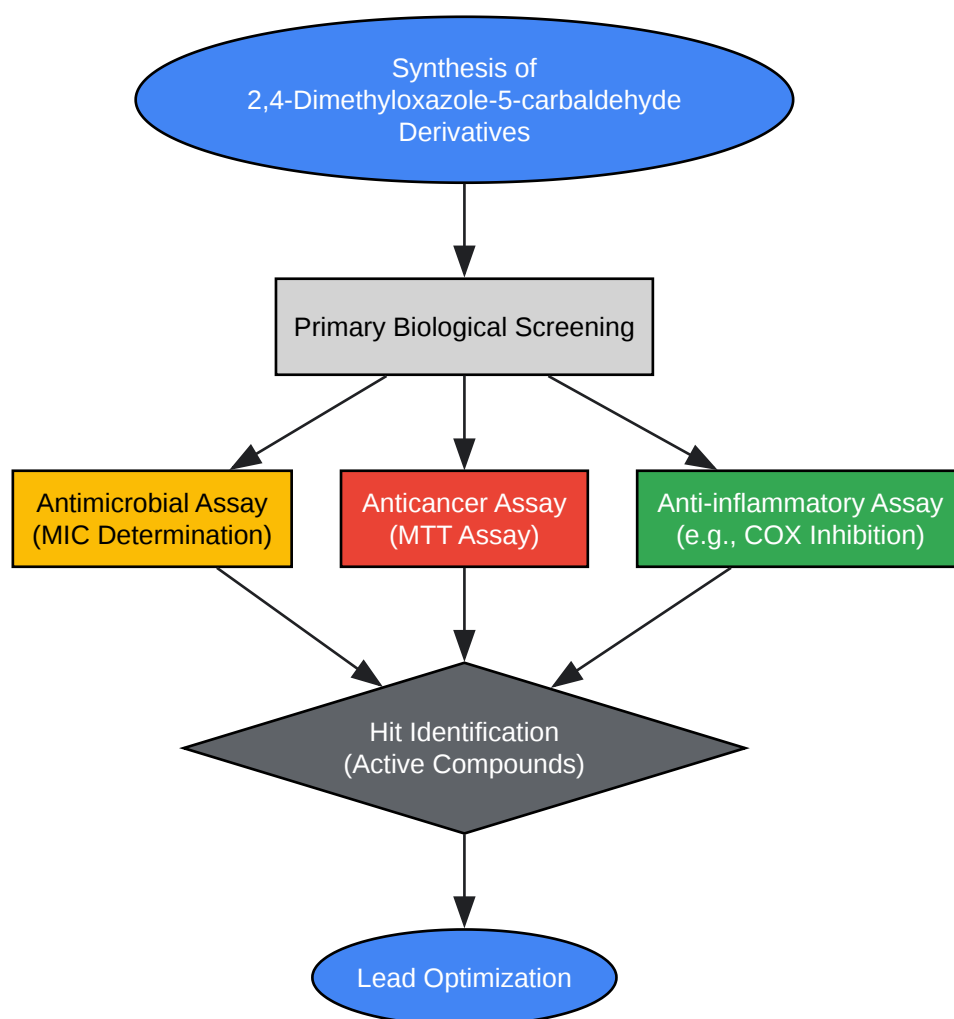 Synthesis of
2,4-Dimethyloxazole-5-carbaldehyde
Derivatives
Primary Biological Screening
Antimicrobial Assay
(MIC Determination)
Anticancer Assay
(MTT Assay)
Anti-inflammatory Assay
(e.g., COX Inhibition)
Hit Identification
(Active Compounds)
Lead Optimization